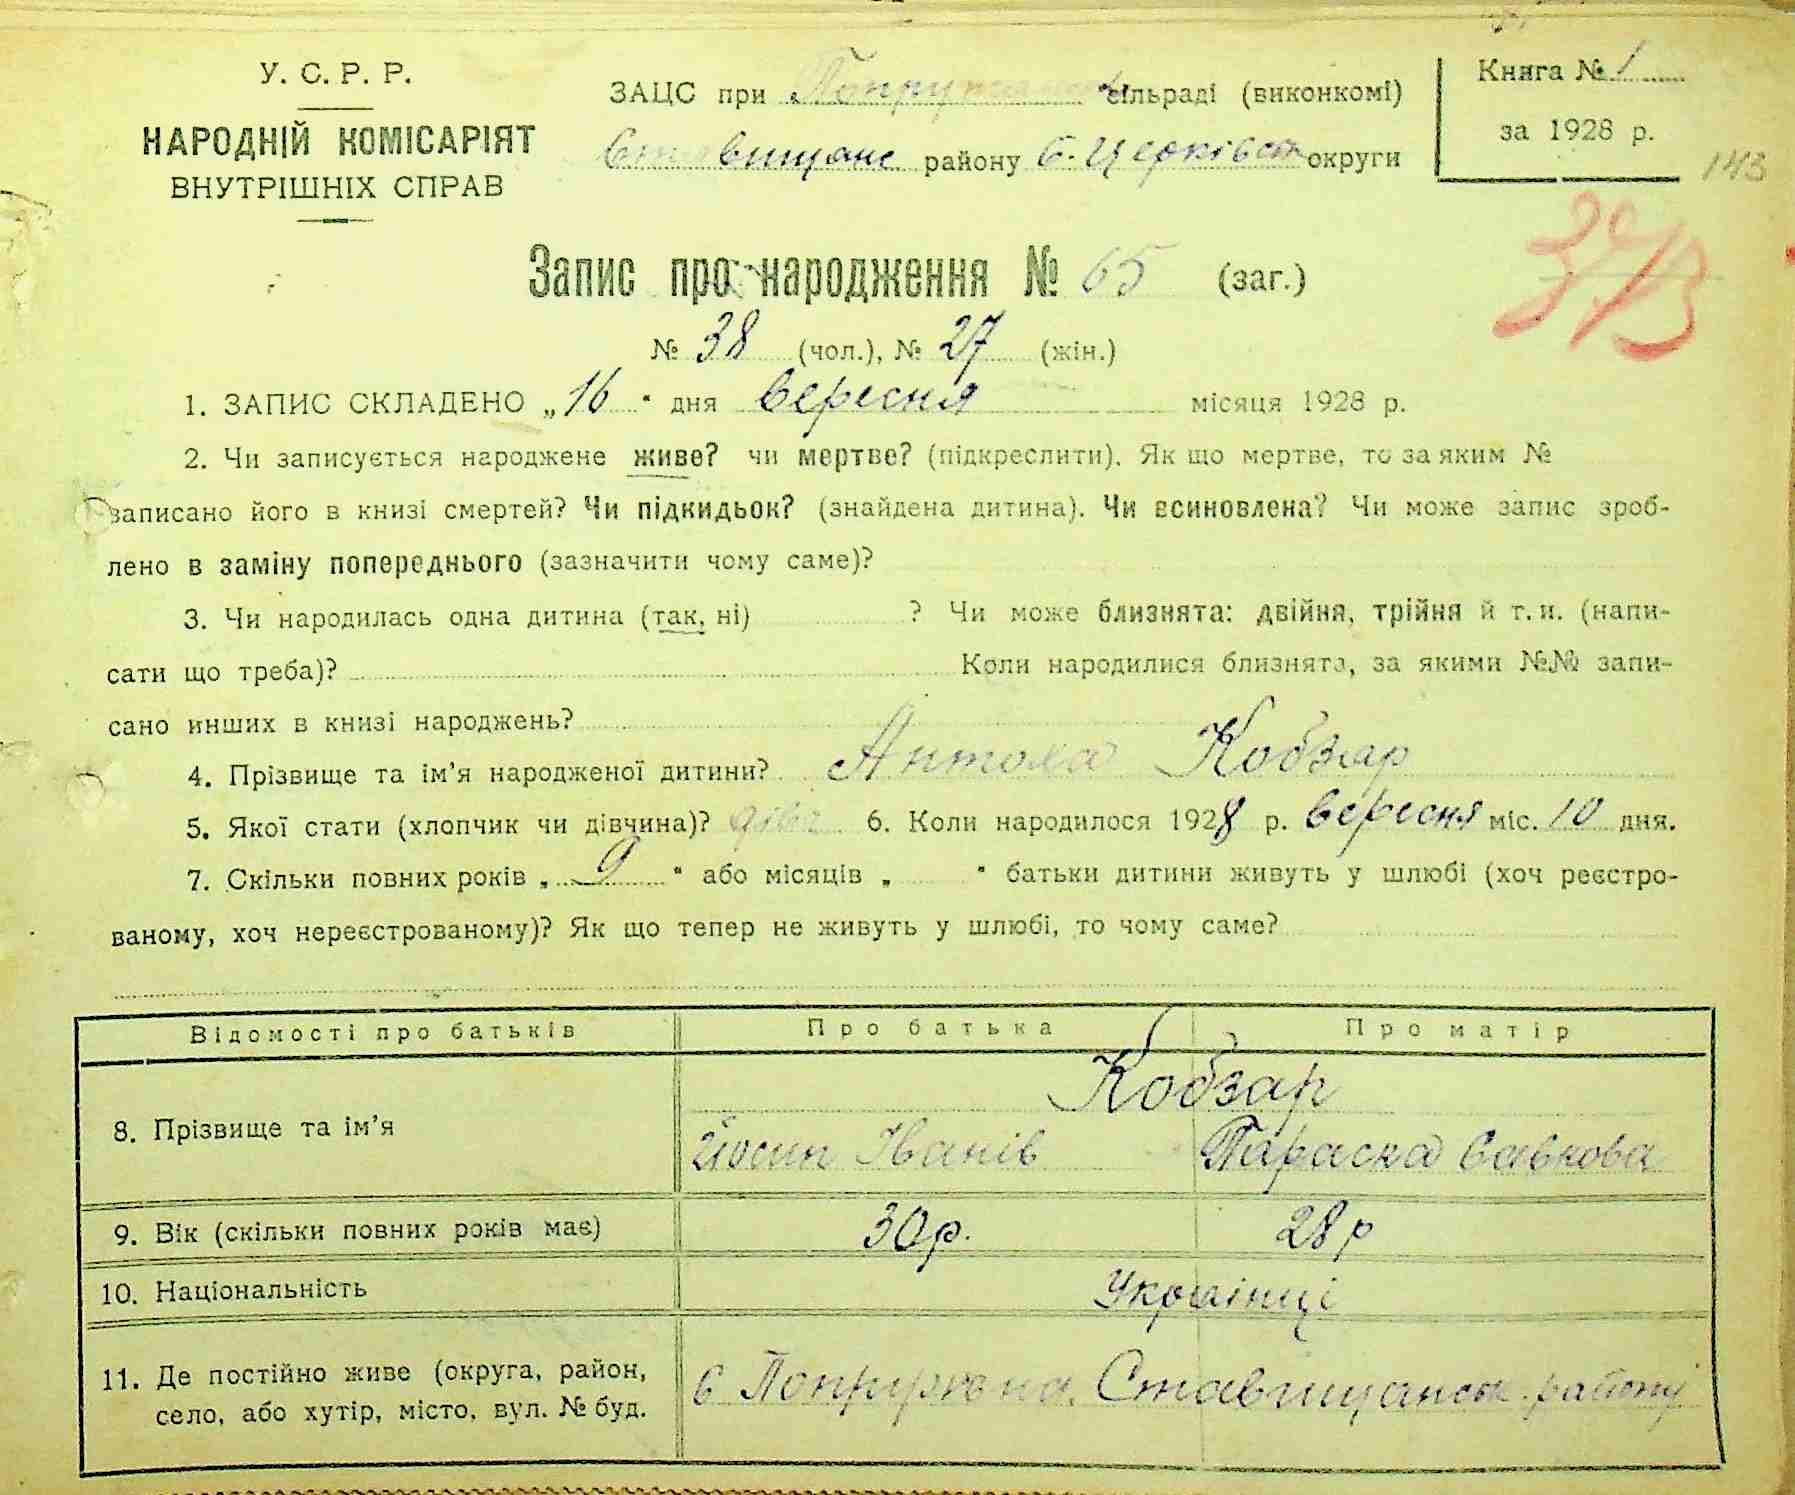 У. С. Р. Р.
НАРОДНІЙ КОМІСАРІЯТ
ВНУТРІШНІХ СПРАВ
ЗАЦС при сільраді (виконкомі)
Ставищанс району Б-Церківськ округи
Книга № 1
за 1928 р.
143
373
Запис про народження № 65 (заг.)
№ 38 (чол.), № 27 (жін.)
1. ЗАПИС СКЛАДЕНО „16“ дня Вересня місяця 1928 р.
2. Чи записується народжене живе? чи мертве? (підкреслити). Як що мертве, то за яким №
записано його в книзі смертей? Чи підкидьок? (знайдена дитина). Чи всиновлена? Чи може запис зроб-
лено в заміну попереднього (зазначити чому саме)?
3. Чи народилась одна дитина (так, ні) ? Чи може близнята: двійня, трійня й т. и. (напи-
сати що треба)? Коли народилися близнята, за якими №№ запи-
сано инших в книзі народжень?
4. Прізвище та ім'я народженої дитини? Кобзар
5. Якої стати (хлопчик чи дівчина)? дівч 6. Коли народилося 1928 р. Вересня міс. 10 дня.
7. Скільки повних років „9“ або місяців „ “ батьки дитини живуть у шлюбі (хоч реєстро-
ваному, хоч нереєстрованому)? Як що тепер не живуть у шлюбі, то чому саме?
Відомості про батьків Про батька Про матір
8. Прізвище та ім'я Кобзар
Йосип Іванів Параска Савкова
9. Вік (скільки повних років має) 30 р. 28 р
10. Національність Українці
11. Де постійно живе (округа, район,
село, або хутір, місто, вул. № буд.
с Попружна Ставищанськ. району